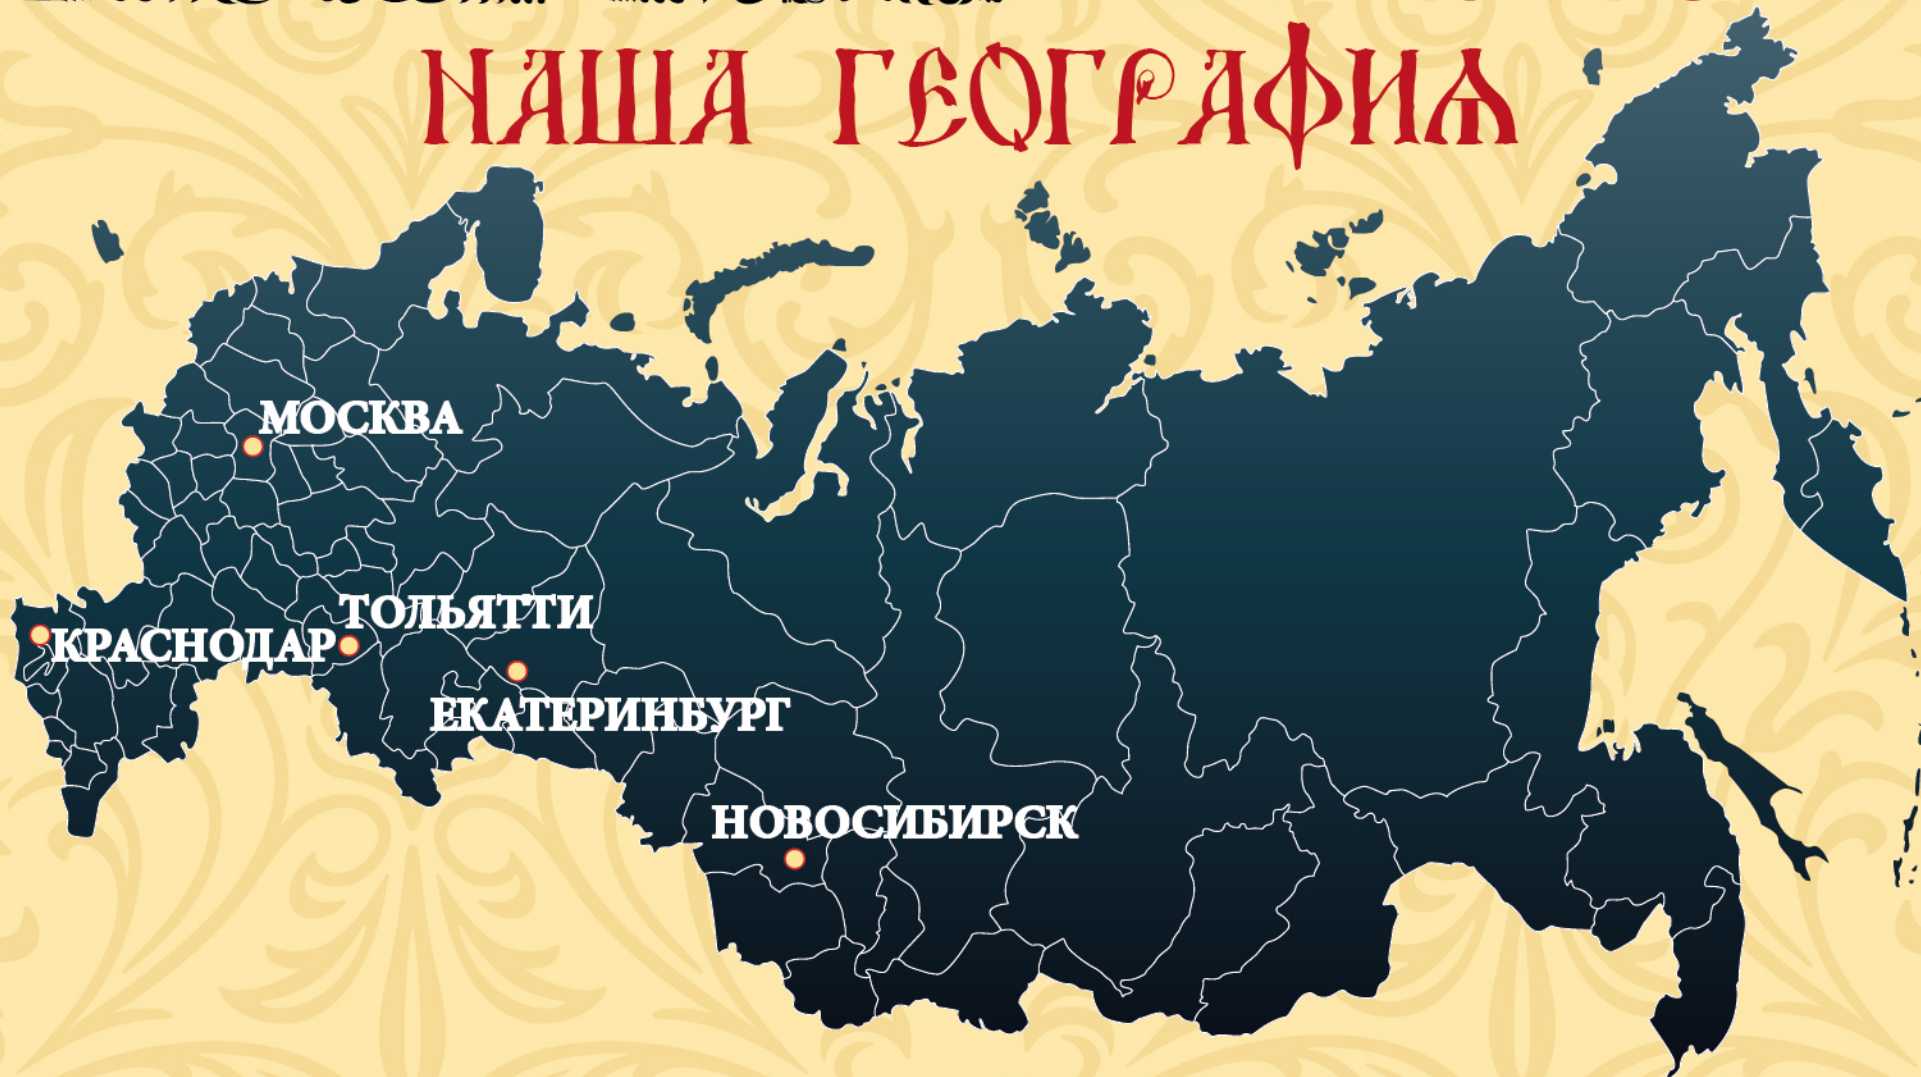 НАША ГЕОГРАФИЯ
МОСКВА
ТОЛЬЯТТИ
КРАСНОДАР
ЕКАТЕРИНБУРГ
НОВОСИБИРСК